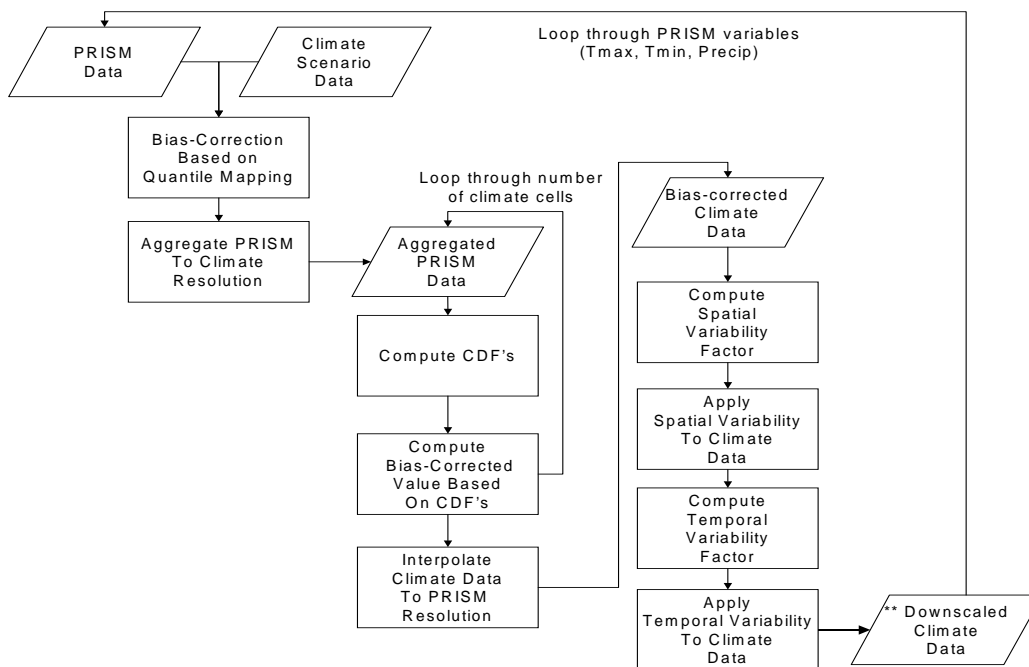 PRISM
Data
Climate
Scenario
Data
Loop through PRISM variables
(Tmax, Tmin, Precip)
Bias-Correction
Based on
Quantile Mapping
Aggregate PRISM
To Climate
Resolution
Loop through number
of climate cells
Aggregated
PRISM
Data
Compute CDF's
Compute
Bias-Corrected
Value Based
On CDF's
Interpolate
Climate Data
To PRISM
Resolution
Bias-corrected
Climate
Data
Compute
Spatial
Variability
Factor
Apply
Spatial Variability
To Climate
Data
Compute
Temporal
Variability
Factor
Apply
Temporal Variability
To Climate
Data
** Downscaled
Climate
Data